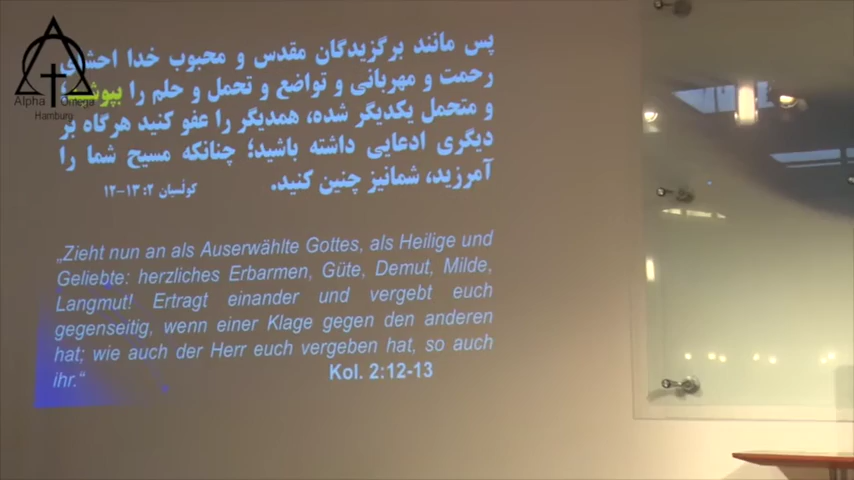 پس مانند برگزیدگان مقدس و محبوب خدا
رحمت و مهربانی و تواضع و تحمل و حلم را
و متحمل یکدیگر شده، همدیگر را عفو کنید هرگاه بر
دیگری ادعایی داشته باشید؛ چنانکه مسیح شما را
آمرزید، شمانیز چنین کنید.
کولسیان ۲: ۱۳-۱۲
Alpha Omega
Hamburg
„Zieht nun an als Auserwählte Gottes, als Heilige und
Geliebte: herzliches Erbarmen, Güte, Demut, Milde,
Langmut! Ertragt einander und vergebt euch
gegenseitig, wenn einer Klage gegen den anderen
hat; wie auch der Herr euch vergeben hat, so auch
ihr.“
Kol. 2:12-13